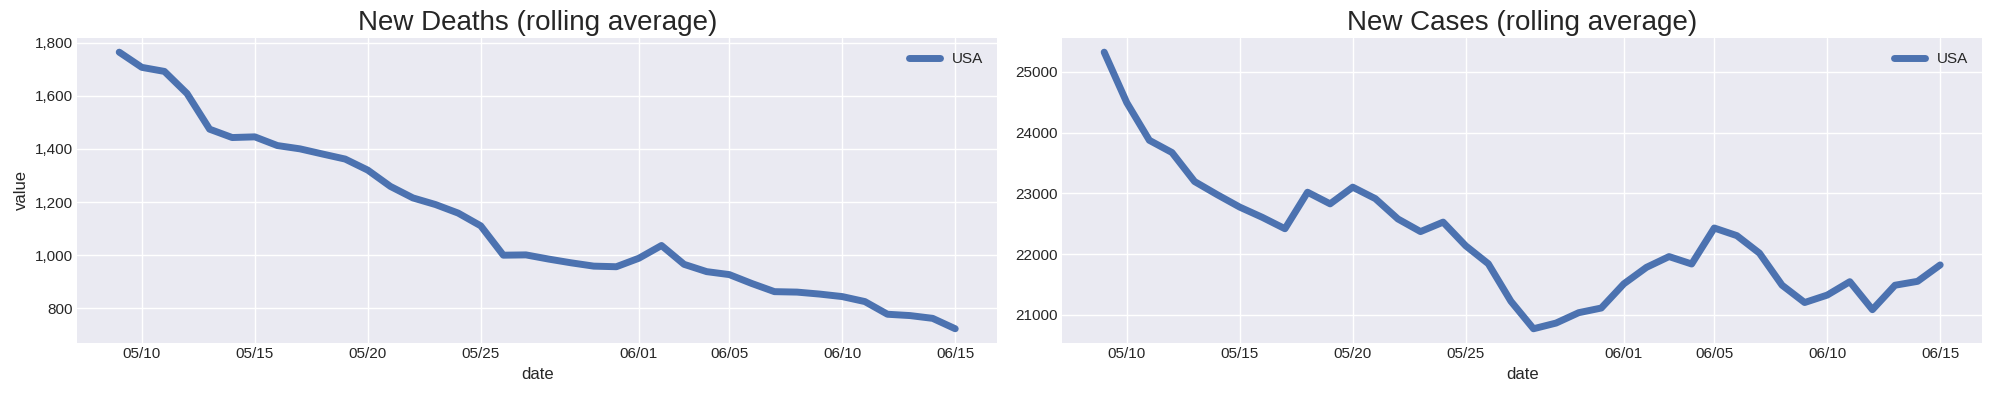 New Deaths (rolling average)
1,800
1,600
1,400
1,200
1,000
800
value
USA
05/10 05/15 05/20 05/25 06/01 06/05 06/10 06/15
date
New Cases (rolling average)
25000
24000
23000
22000
21000
USA
05/10 05/15 05/20 05/25 06/01 06/05 06/10 06/15
date